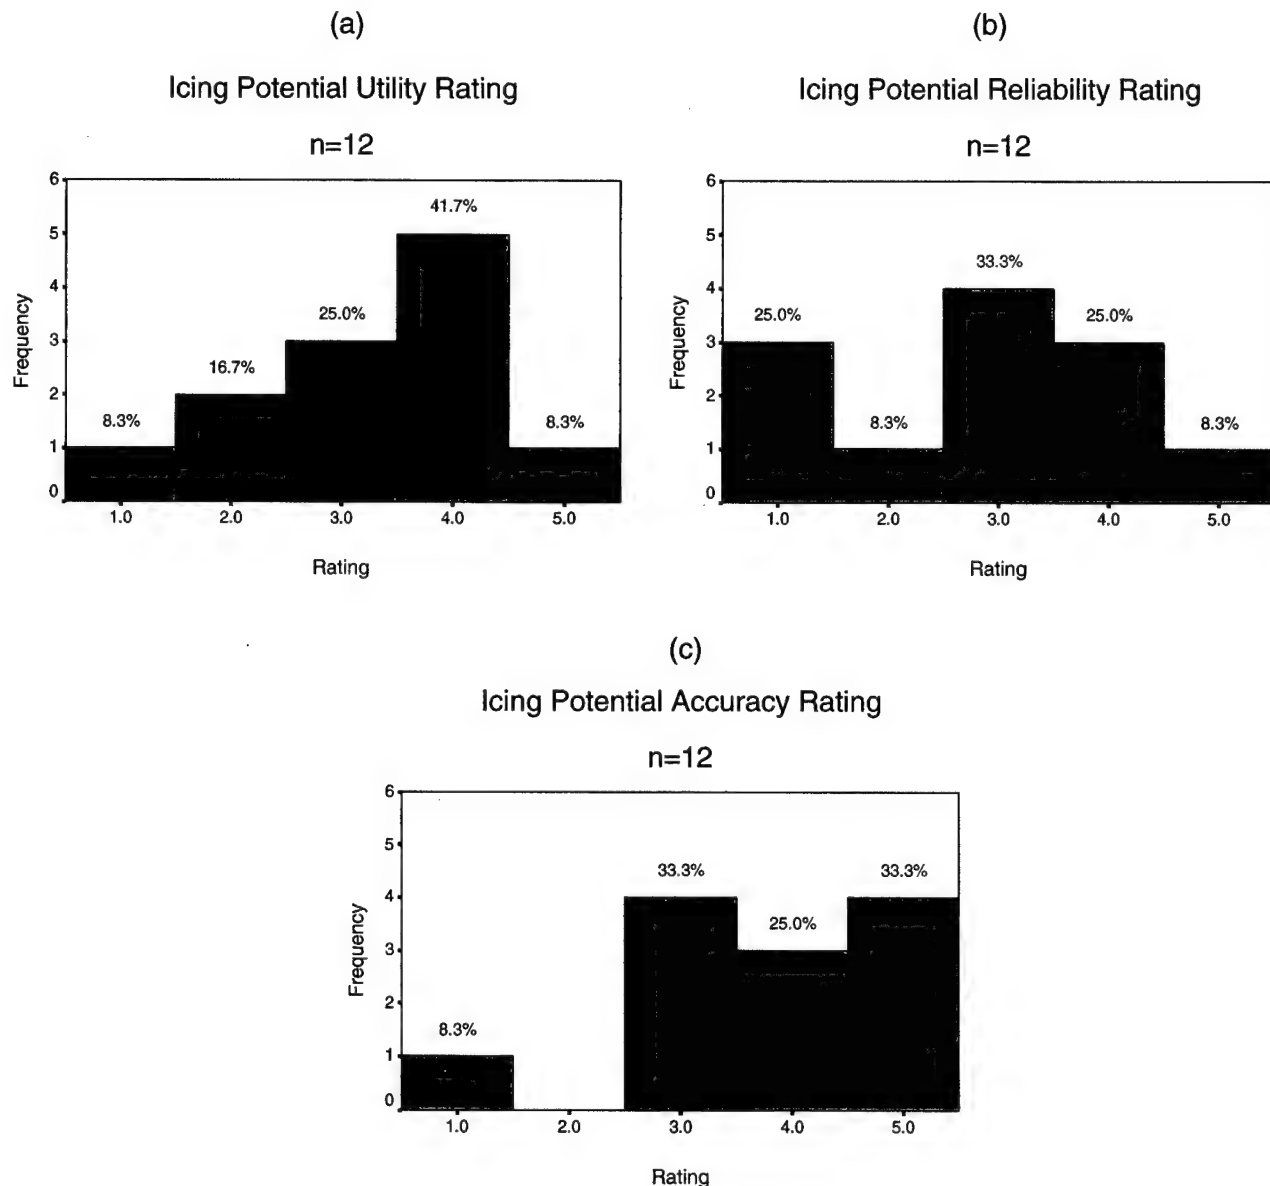 (a)
Icing Potential Utility Rating
n=12
6
5
4
3
2
1
0
Frequency
8.3%
16.7%
25.0%
41.7%
8.3%
1.0 2.0 3.0 4.0 5.0
Rating
(b)
Icing Potential Reliability Rating
n=12
6
5
4
3
2
1
0
Frequency
25.0%
8.3%
33.3%
25.0%
8.3%
1.0 2.0 3.0 4.0 5.0
Rating
(c)
Icing Potential Accuracy Rating
n=12
6
5
4
3
2
1
0
Frequency
8.3%
33.3%
25.0%
33.3%
1.0 2.0 3.0 4.0 5.0
Rating